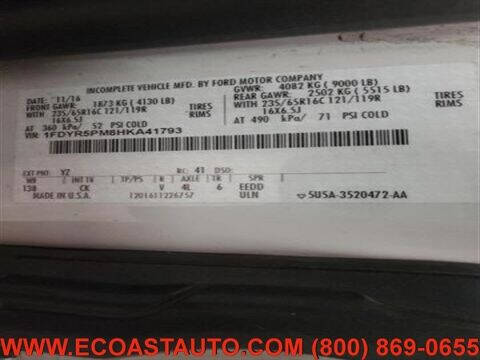 INCOMPLETE VEHICLE MFD. BY FORD MOTOR COMPANY
DATE: 11/16 GVWR: 4082 KG ( 9000 LB)
FRONT GAWR: 1873 KG ( 4130 LB) REAR GAWR: 2502 KG ( 5515 LB)
WITH 235/65R16C 121/119R TIRES WITH 235/65R16C 121/119R TIRES
16X6.5J RIMS 16X6.5J RIMS
AT 360 kPa/ 52 PSI COLD AT 490 kPa/ 71 PSI COLD
VIN: 1FDYR5PM8HKA41793
EXT PNT: YZ RC: 41
WB INT TR TP/PS R AXLE TR SPR
138 CK V 4L 6 EEDD
MADE IN U.S.A. 1201611226757 ULN 5U5A-3520472-AA
WWW.ECOASTAUTO.COM (800) 869-0655